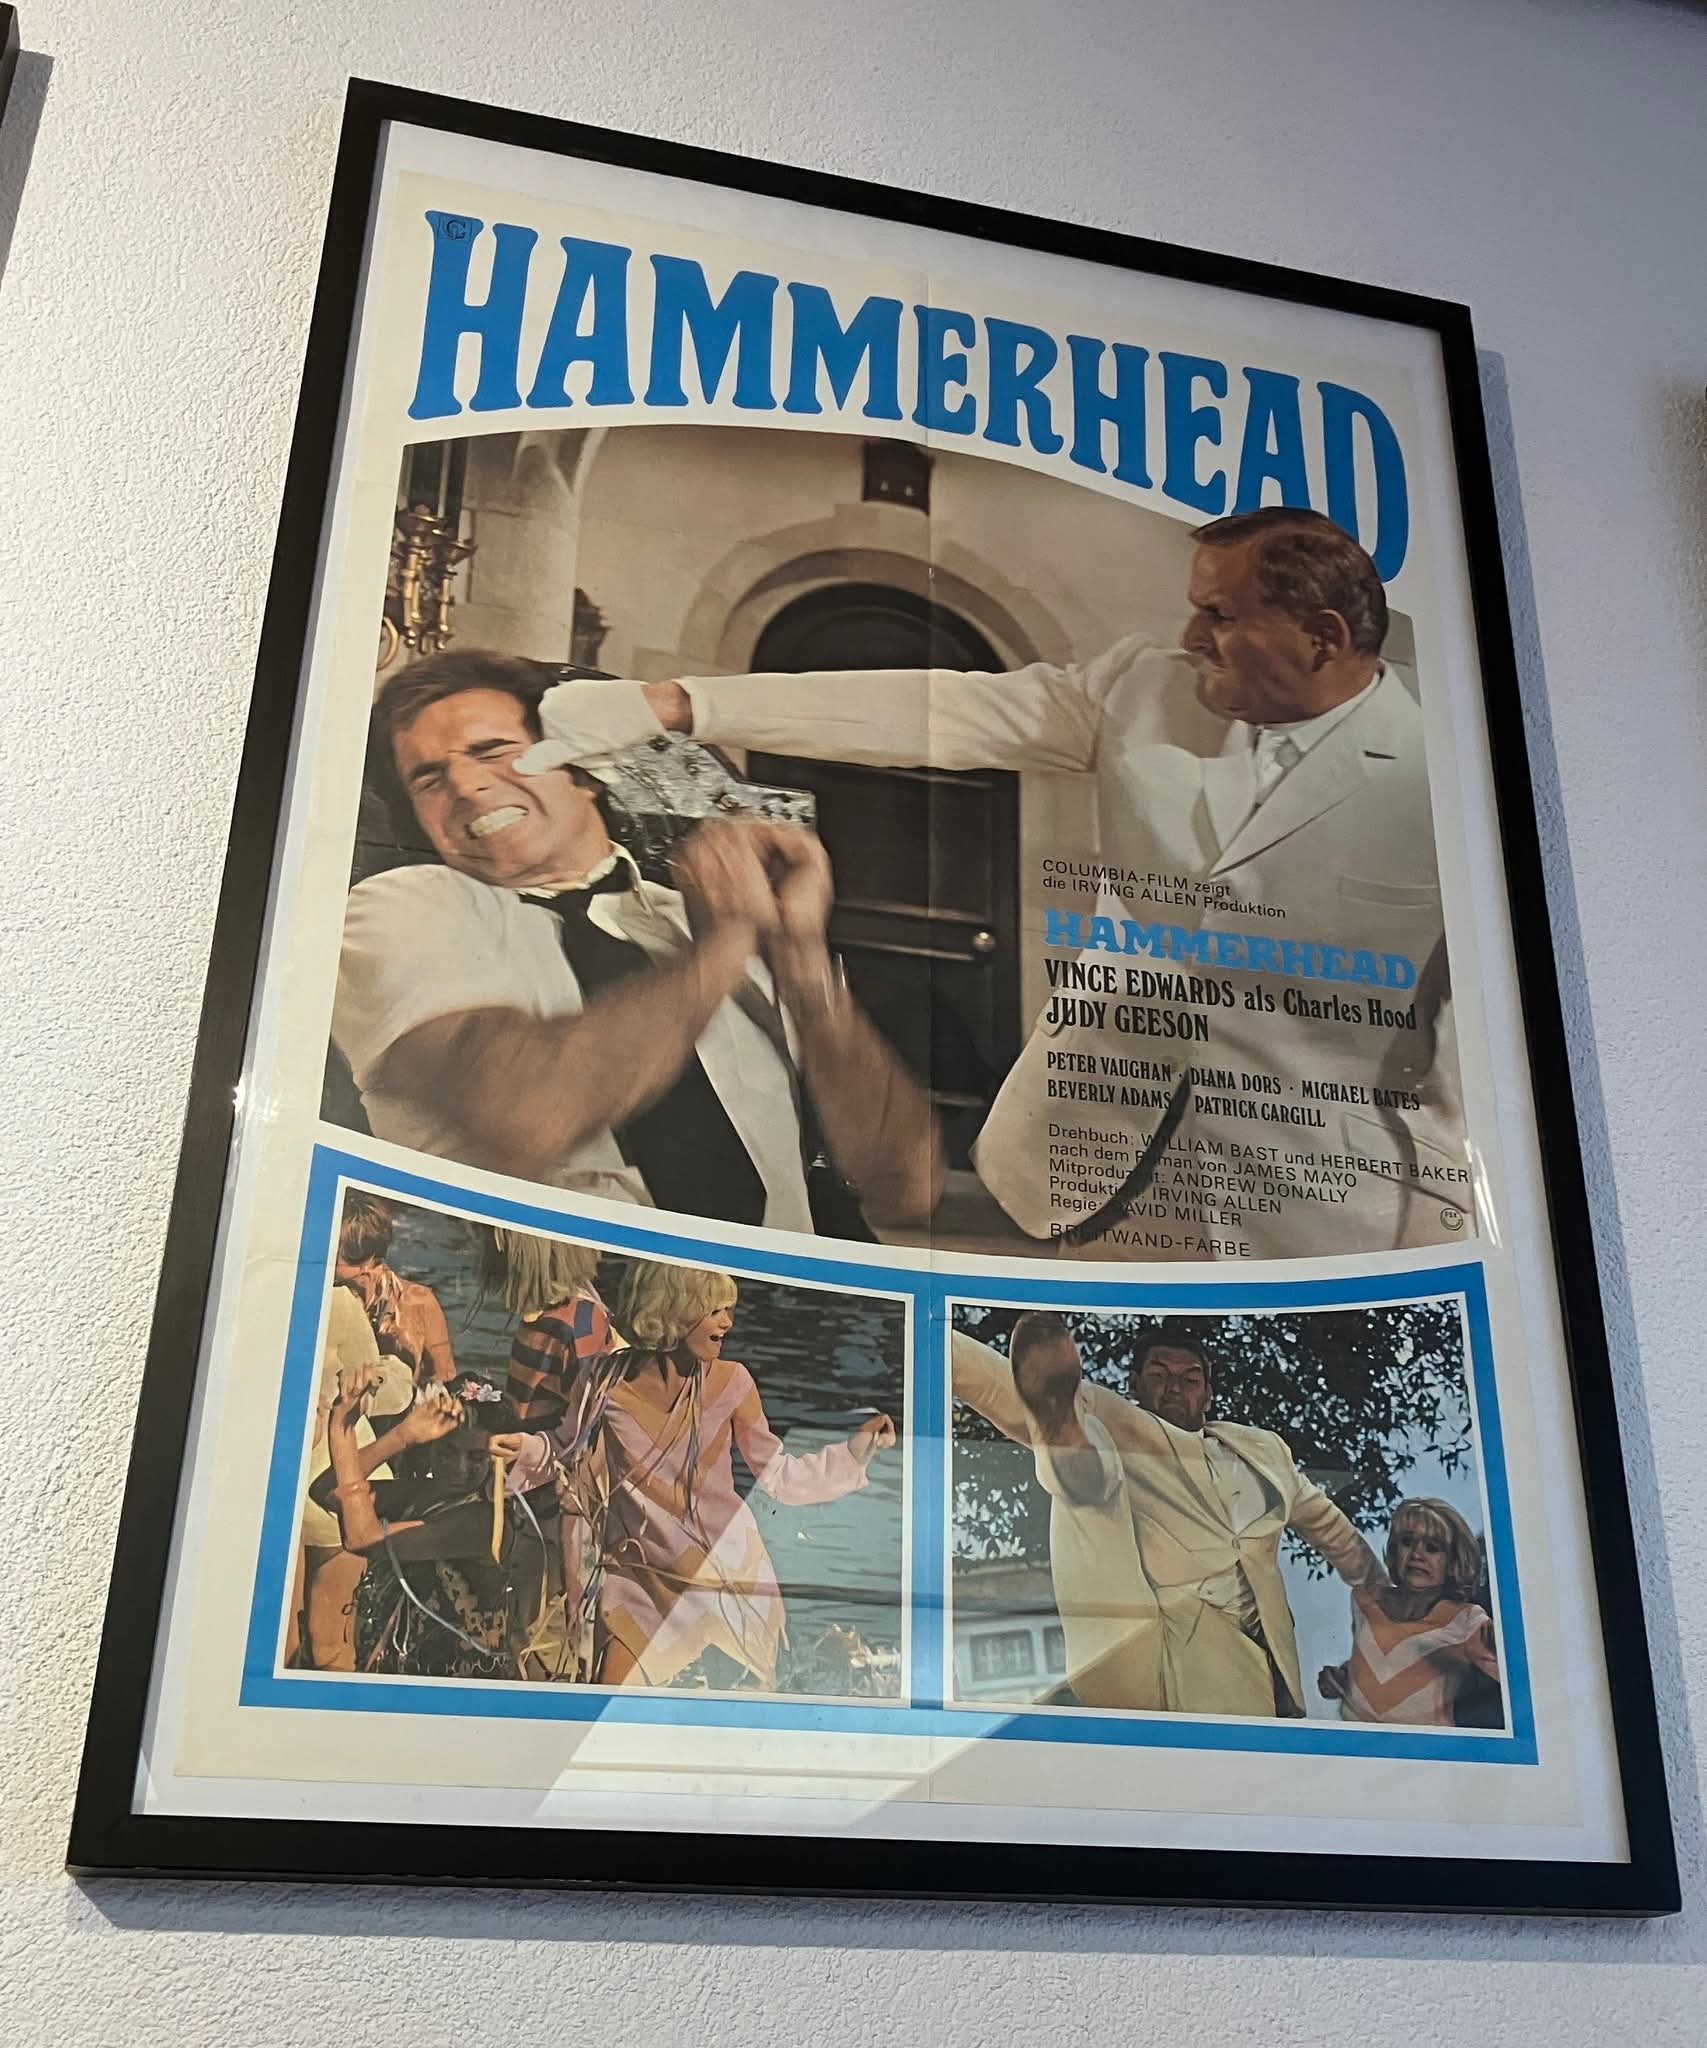 HAMMERHEAD
COLUMBIA-FILM zeigt
die IRVING ALLEN Produktion
HAMMERHEAD
VINCE EDWARDS als Charles Hood
JUDY GEESON
PETER VAUGHAN · DIANA DORS · MICHAEL BATES
BEVERLY ADAMS · PATRICK CARGILL
Drehbuch: WILLIAM BAST und HERBERT BAKER
nach dem Roman von JAMES MAYO
Mitproduzent: ANDREW DONALLY
Produktion: IRVING ALLEN
Regie: DAVID MILLER
BREITWAND-FARBE